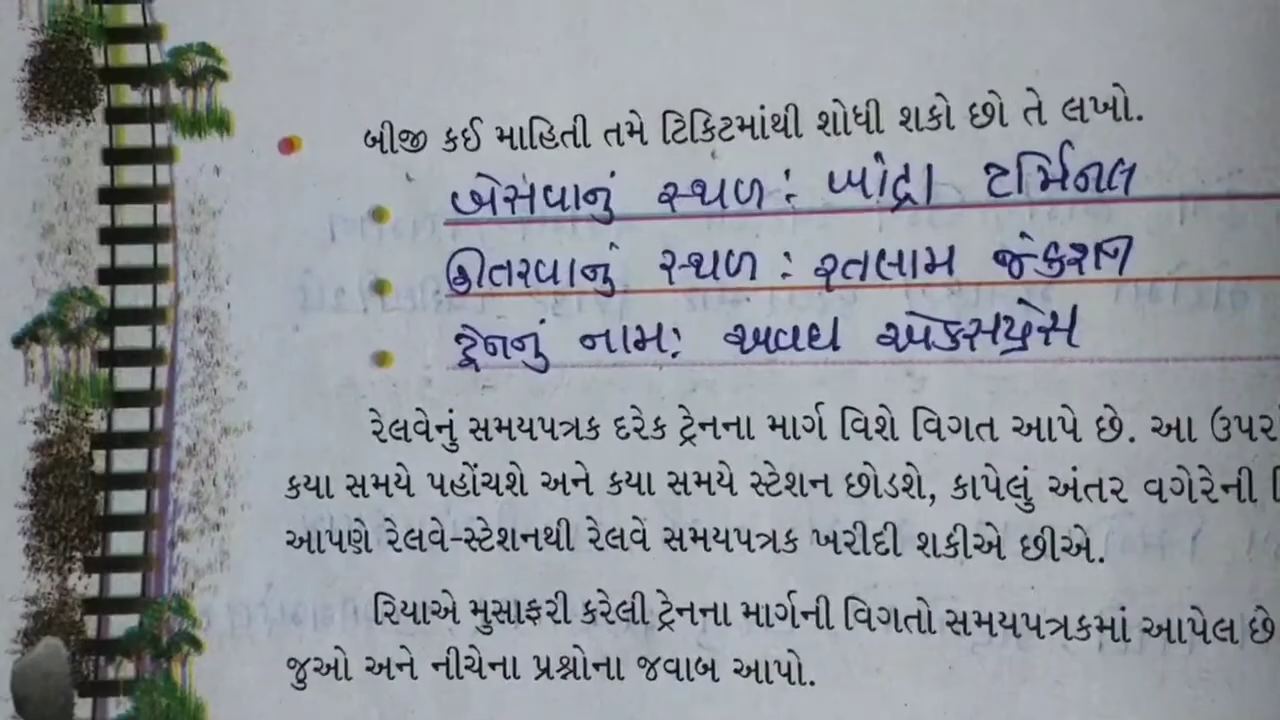 બીજી કઈ માહિતી તમે ટિકિટમાંથી શોધી શકો છો તે લખો.
બેસવાનું સ્થળ : બાંદ્રા ટર્મિનલ
ઊતરવાનું સ્થળ : રતલામ જંકશન
ટ્રેનનું નામ: અવધ એક્સપ્રેસ
રેલવેનું સમયપત્રક દરેક ટ્રેનના માર્ગ વિશે વિગત આપે છે. આ ઉપર
કયા સમયે પહોંચશે અને કયા સમયે સ્ટેશન છોડશે, કાપેલું અંતર વગેરેની
આપણે રેલવે-સ્ટેશનથી રેલવે સમયપત્રક ખરીદી શકીએ છીએ.
રિયાએ મુસાફરી કરેલી ટ્રેનના માર્ગની વિગતો સમયપત્રકમાં આપેલ છે
જુઓ અને નીચેના પ્રશ્નોના જવાબ આપો.